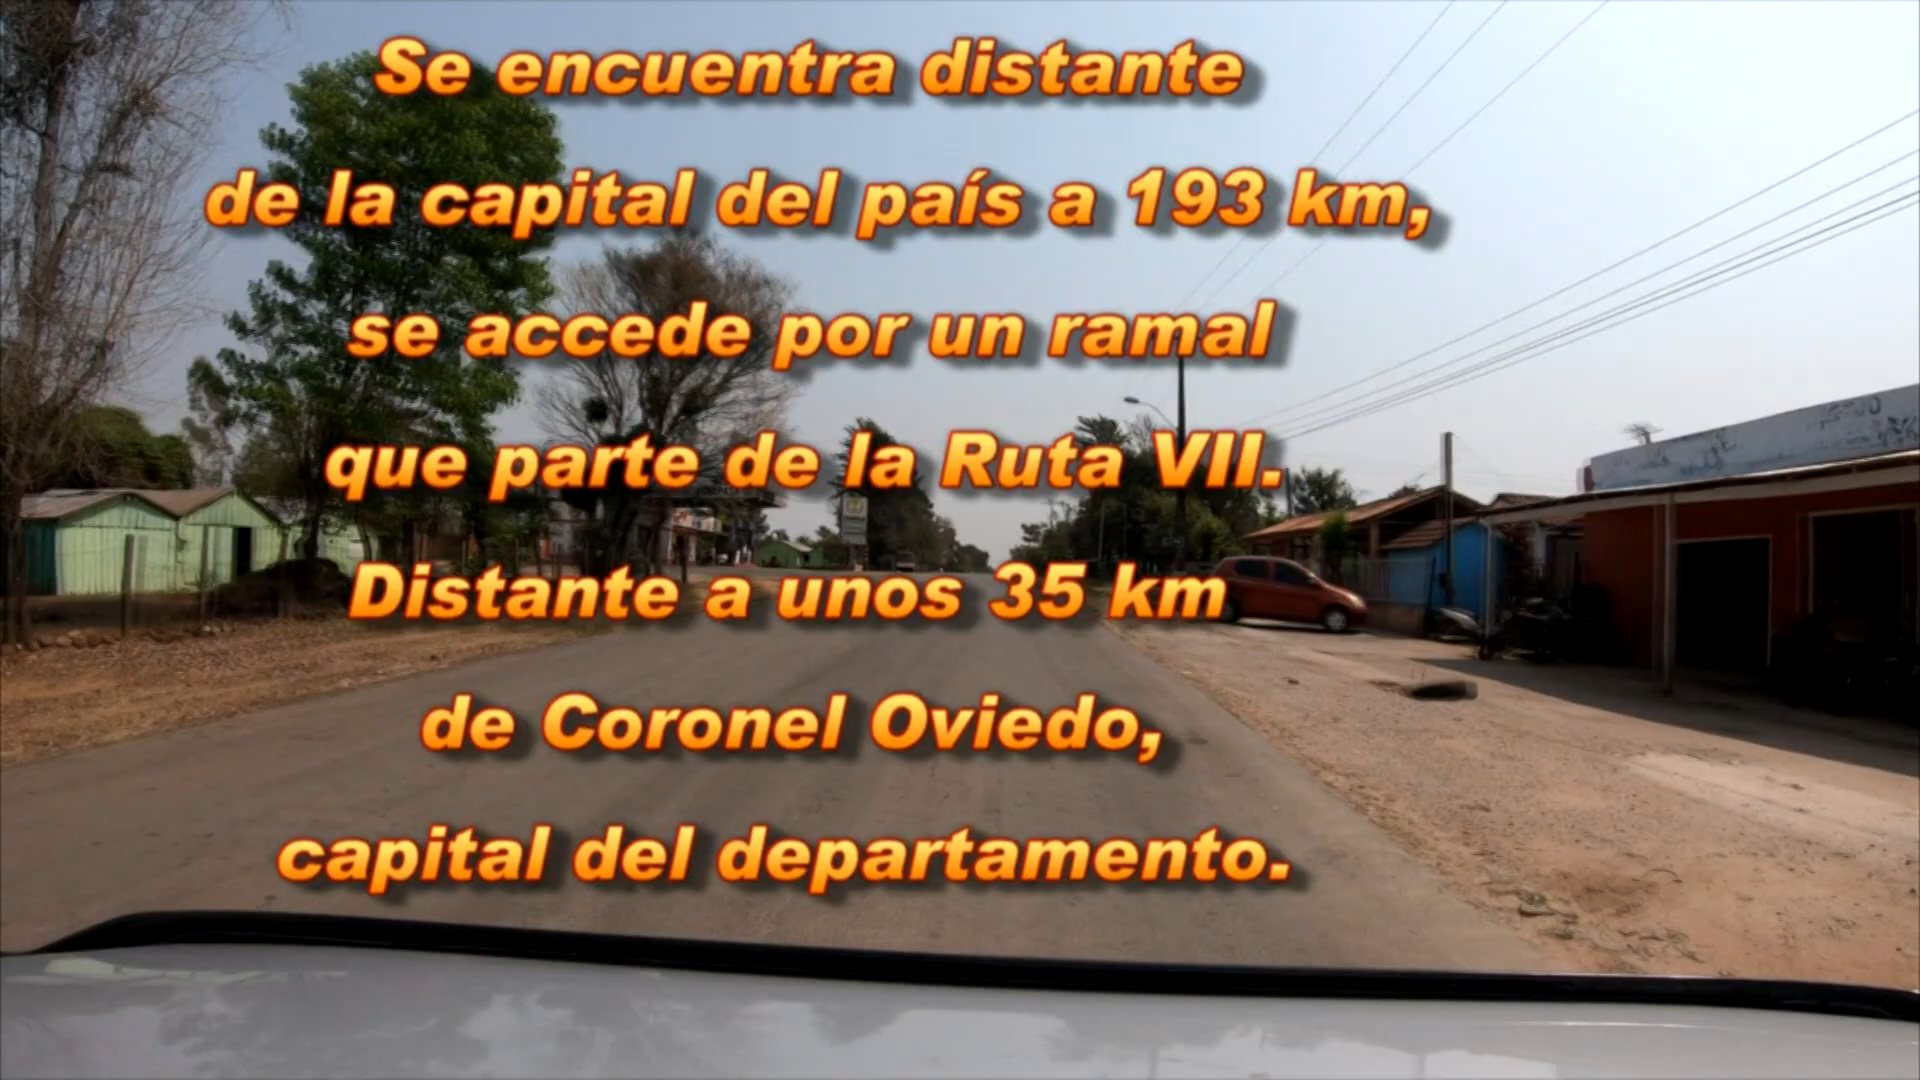 Se encuentra distante
de la capital del país a 193 km,
se accede por un ramal
que parte de la Ruta VII.
Distante a unos 35 km
de Coronel Oviedo,
capital del departamento.